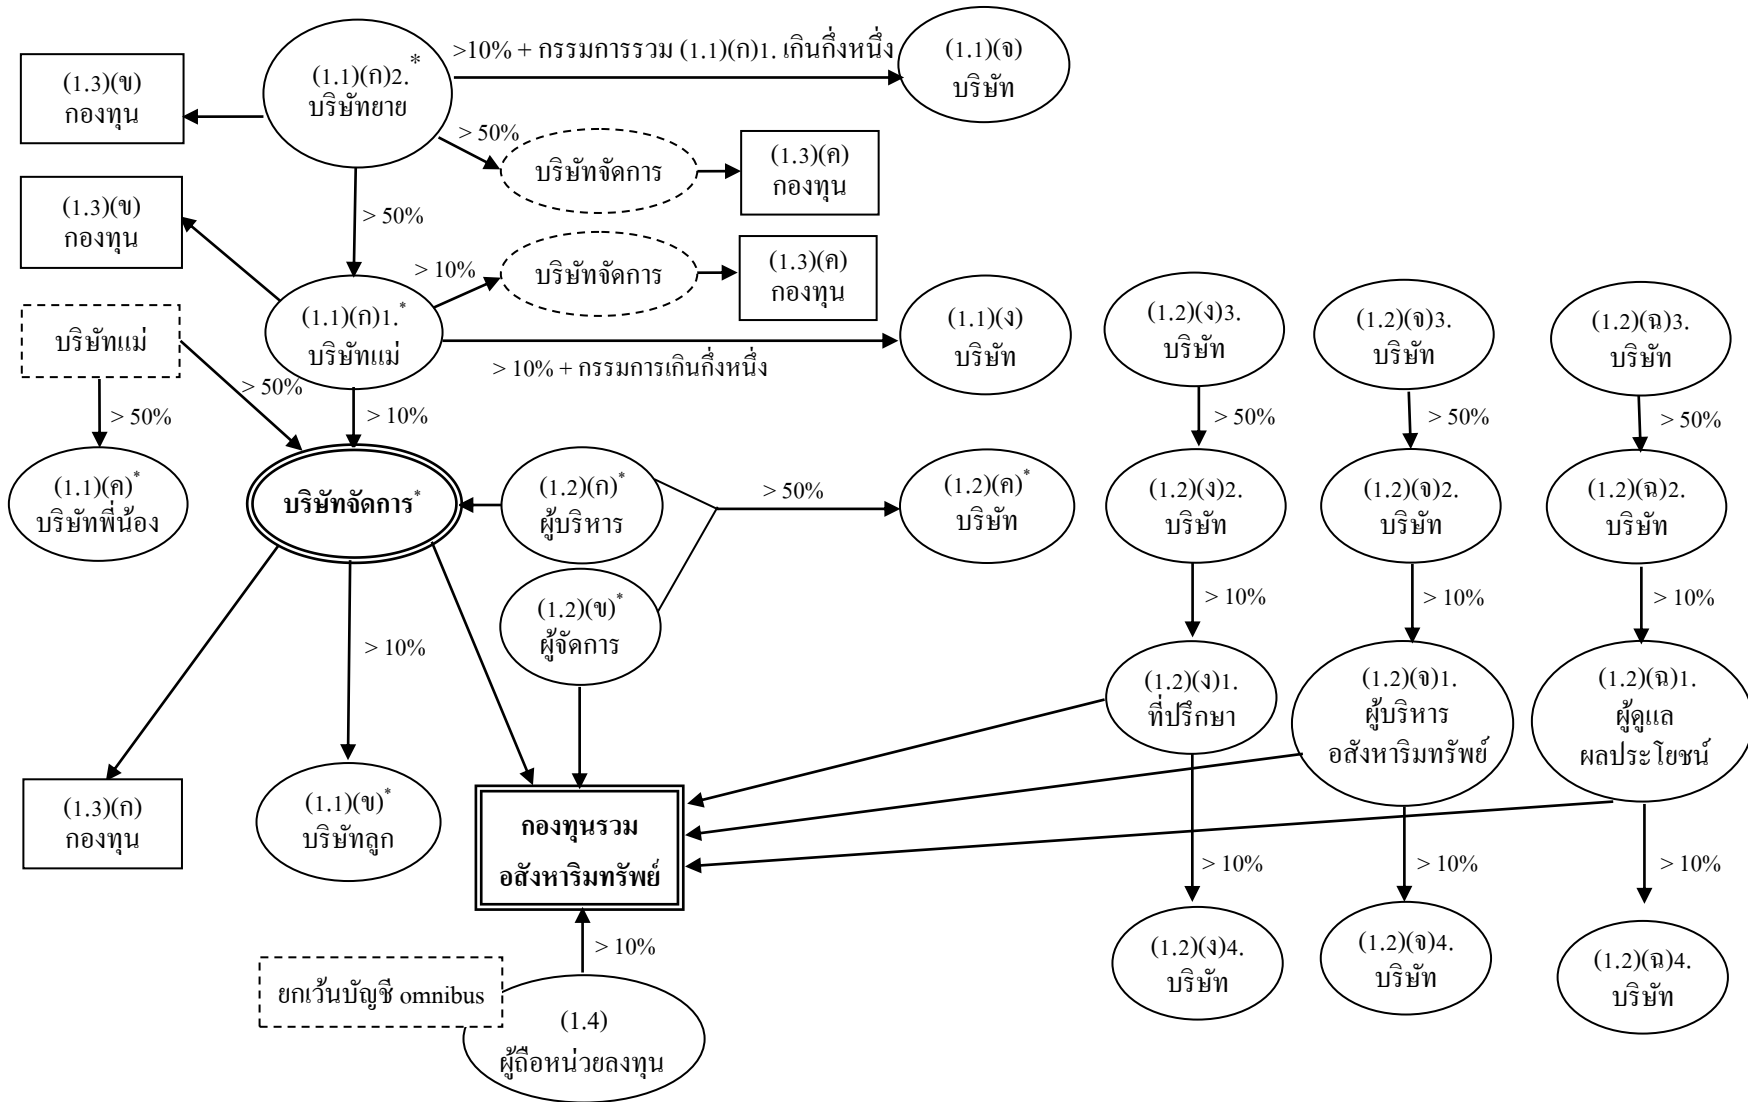 (1.3)(ข)
กองทุน
(1.1)(ก)2.*
บริษัทยาย
>10% + กรรมการรวม (1.1)(ก)1. เกินกึ่งหนึ่ง
(1.1)(จ)
บริษัท
> 50%
บริษัทจัดการ
(1.3)(ค)
กองทุน
(1.3)(ข)
กองทุน
> 50%
> 10%
บริษัทจัดการ
(1.3)(ค)
กองทุน
บริษัทแม่
(1.1)(ก)1.*
บริษัทแม่
> 10% + กรรมการเกินกึ่งหนึ่ง
(1.1)(ง)
บริษัท
(1.2)(ง)3.
บริษัท
(1.2)(จ)3.
บริษัท
(1.2)(ฉ)3.
บริษัท
> 50%
> 50%
> 10%
> 50%
> 50%
> 50%
(1.1)(ค)*
บริษัทพี่น้อง
บริษัทจัดการ*
(1.2)(ก)*
ผู้บริหาร
> 50%
(1.2)(ค)*
บริษัท
(1.2)(ง)2.
บริษัท
(1.2)(จ)2.
บริษัท
(1.2)(ฉ)2.
บริษัท
> 10%
(1.2)(ข)*
ผู้จัดการ
> 10%
> 10%
> 10%
(1.2)(ง)1.
ที่ปรึกษา
(1.2)(จ)1.
ผู้บริหาร
อสังหาริมทรัพย์
(1.2)(ฉ)1.
ผู้ดูแล
ผลประโยชน์
(1.3)(ก)
กองทุน
(1.1)(ข)*
บริษัทลูก
กองทุนรวม
อสังหาริมทรัพย์
> 10%
> 10%
> 10%
> 10%
ยกเว้นบัญชี omnibus
(1.4)
ผู้ถือหน่วยลงทุน
(1.2)(ง)4.
บริษัท
(1.2)(จ)4.
บริษัท
(1.2)(ฉ)4.
บริษัท